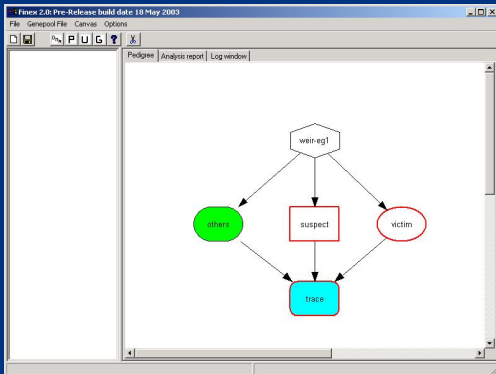 Finex 2.0: Pre-Release build date 18 May 2003
File Genepool File Canvas Options
P U G ?
Pedigree Analysis report Log window
weir-eg1
others suspect victim
trace